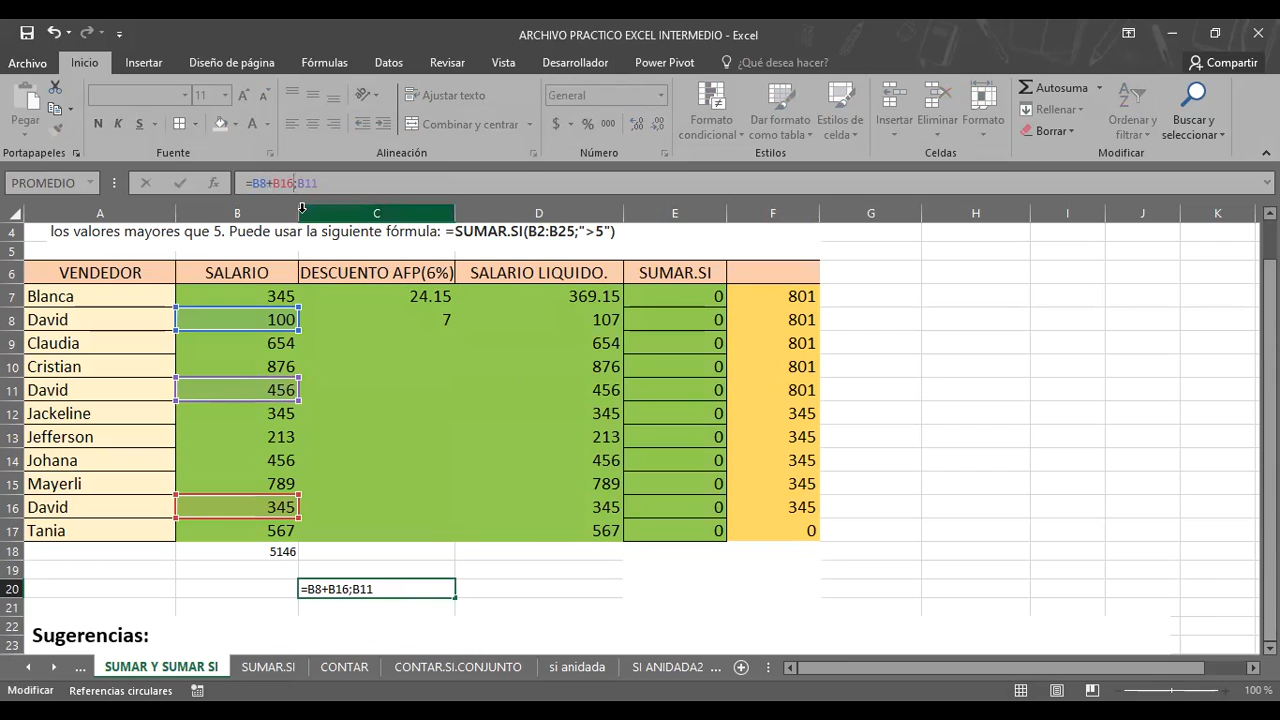 ARCHIVO PRACTICO EXCEL INTERMEDIO - Excel
Archivo Inicio Insertar Diseño de página Fórmulas Datos Revisar Vista Desarrollador Power Pivot ¿Qué desea hacer? Compartir
Pegar
Portapapeles
11
N K S
Fuente
Ajustar texto
Combinar y centrar
Alineación
General
$ % 000
Número
Formato condicional
Dar formato como tabla
Estilos de celda
Estilos
Insertar Eliminar Formato
Celdas
Autosuma
Rellenar
Borrar
Ordenar y filtrar
Buscar y seleccionar
Modificar
PROMEDIO fx =B8+B16;B11
A B C D E F G H I J K
4 los valores mayores que 5. Puede usar la siguiente fórmula: =SUMAR.SI(B2:B25;">5")
5
6 VENDEDOR SALARIO DESCUENTO AFP(6%) SALARIO LIQUIDO. SUMAR.SI
7 Blanca 345 24.15 369.15 0 801
8 David 100 7 107 0 801
9 Claudia 654 654 0 801
10 Cristian 876 876 0 801
11 David 456 456 0 801
12 Jackeline 345 345 0 345
13 Jefferson 213 213 0 345
14 Johana 456 456 0 345
15 Mayerli 789 789 0 345
16 David 345 345 0 345
17 Tania 567 567 0 0
18 5146
19
20 =B8+B16;B11
21
22 Sugerencias:
23
... SUMAR Y SUMAR SI SUMAR.SI CONTAR CONTAR.SI.CONJUNTO si anidada SI ANIDADA2 ...
Modificar Referencias circulares 100 %